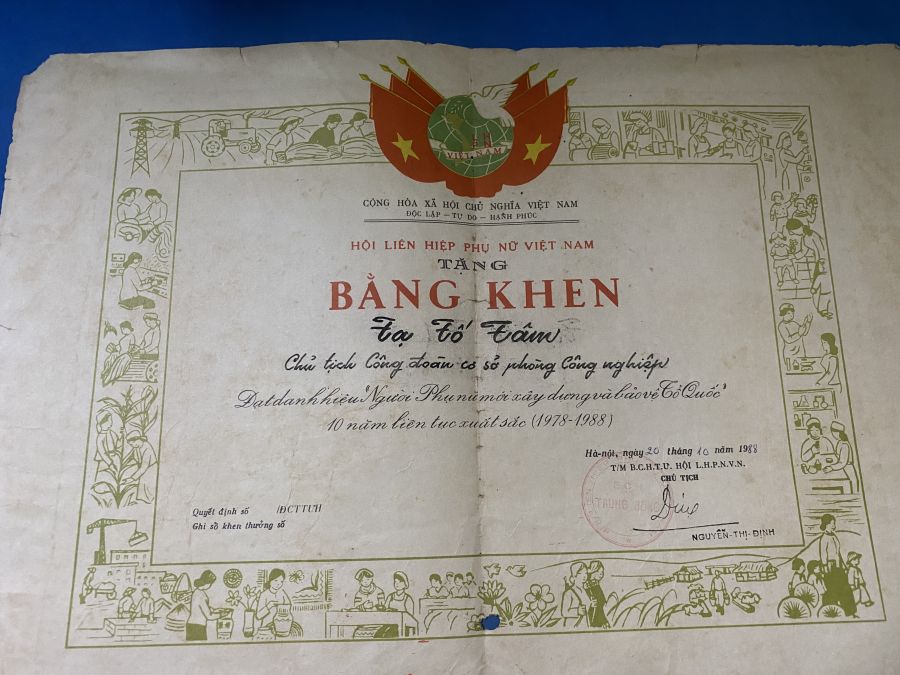 VIỆT NAM
CỘNG HÒA XÃ HỘI CHỦ NGHĨA VIỆT NAM
ĐỘC LẬP - TỰ DO - HẠNH PHÚC
HỘI LIÊN HIỆP PHỤ NỮ VIỆT NAM
TẶNG
BẰNG KHEN
Tạ Tố Tâm
Chủ tịch Công đoàn cơ sở phòng Công nghiệp
Đạt danh hiệu "Người Phụ nữ mới xây dựng và bảo vệ Tổ Quốc"
10 năm liên tục xuất sắc (1978-1988)
Hà-nội, ngày 20 tháng 10 năm 1988
T/M B.C.H.T.Ư. HỘI L.H.P.N.V.N.
CHỦ TỊCH
TRUNG ƯƠNG
Quyết định số /ĐCTTUH
Ghi sổ khen thưởng số
NGUYỄN-THỊ-ĐỊNH